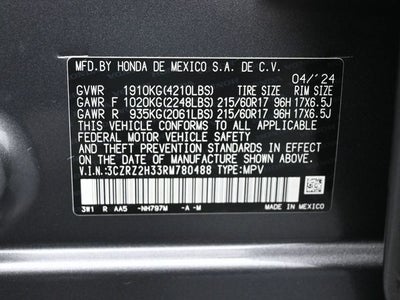 MFD.BY HONDA DE MEXICO S.A. DE C.V.
04/'24
GVWR 1910KG(4210LBS) TIRE SIZE RIM SIZE
GAWR F 1020KG(2248LBS) 215/60R17 96H 17X6.5J
GAWR R 935KG(2061LBS) 215/60R17 96H 17X6.5J
THIS VEHICLE CONFORMS TO ALL APPLICABLE
FEDERAL MOTOR VEHICLE SAFETY
AND THEFT PREVENTION STANDARDS IN EFFECT
ON THE DATE OF MANUFACTURE SHOWN ABOVE.
V.I.N.:3CZRZ2H33RM780488 TYPE:MPV
3W1 R AA5 -NH797M -A -M MADE IN MEXICO